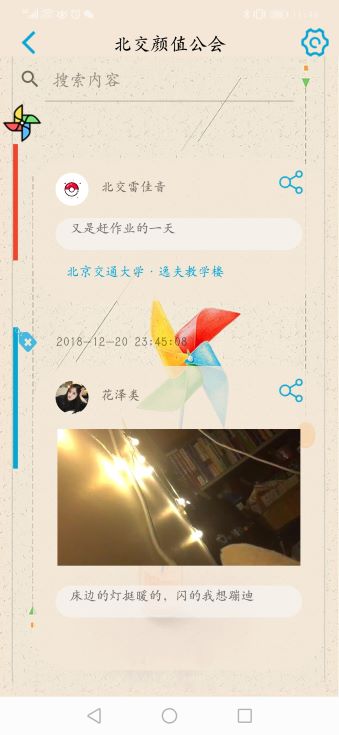 北交颜值公会
搜索内容
北交雷佳音
又是赶作业的一天
北京交通大学·逸夫教学楼
2018-12-20 23:45:08
花泽类
床边的灯挺暖的，闪的我想蹦迪